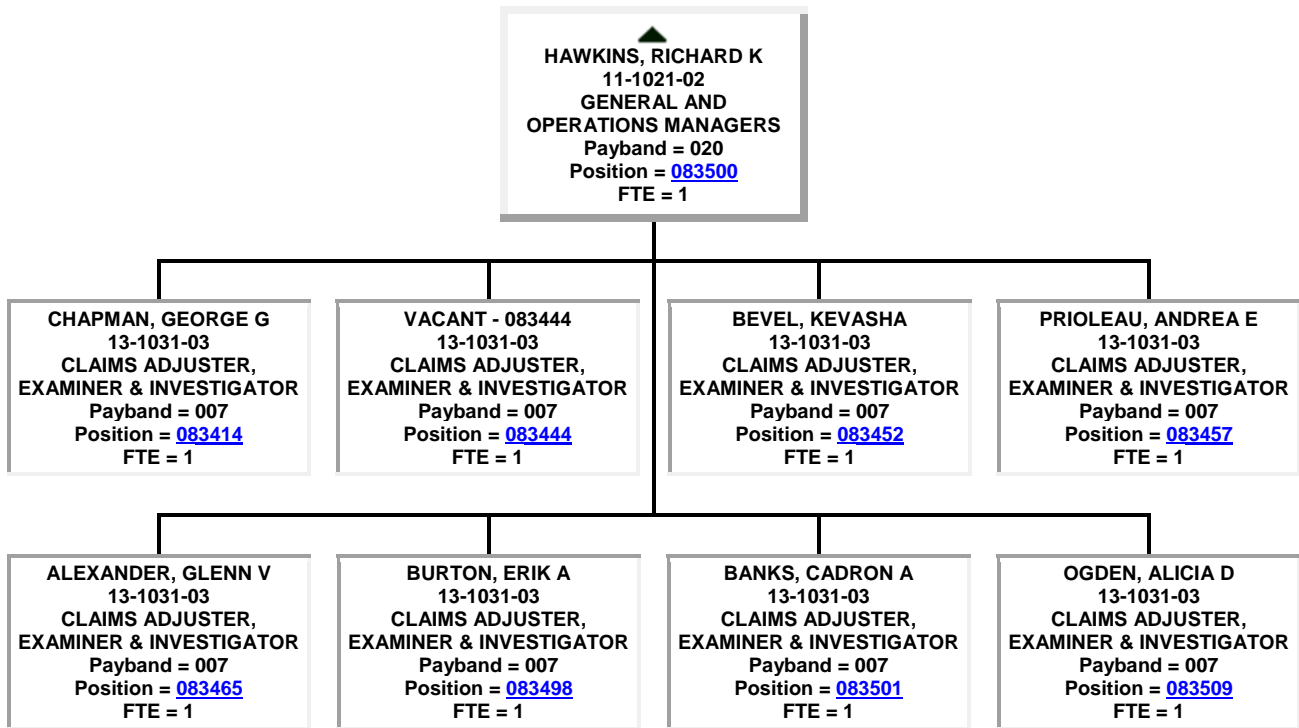 HAWKINS, RICHARD K
11-1021-02
GENERAL AND
OPERATIONS MANAGERS
Payband = 020
Position = 083500
FTE = 1
CHAPMAN, GEORGE G
13-1031-03
CLAIMS ADJUSTER,
EXAMINER & INVESTIGATOR
Payband = 007
Position = 083414
FTE = 1
VACANT - 083444
13-1031-03
CLAIMS ADJUSTER,
EXAMINER & INVESTIGATOR
Payband = 007
Position = 083444
FTE = 1
BEVEL, KEVASHA
13-1031-03
CLAIMS ADJUSTER,
EXAMINER & INVESTIGATOR
Payband = 007
Position = 083452
FTE = 1
PRIOLEAU, ANDREA E
13-1031-03
CLAIMS ADJUSTER,
EXAMINER & INVESTIGATOR
Payband = 007
Position = 083457
FTE = 1
ALEXANDER, GLENN V
13-1031-03
CLAIMS ADJUSTER,
EXAMINER & INVESTIGATOR
Payband = 007
Position = 083465
FTE = 1
BURTON, ERIK A
13-1031-03
CLAIMS ADJUSTER,
EXAMINER & INVESTIGATOR
Payband = 007
Position = 083498
FTE = 1
BANKS, CADRON A
13-1031-03
CLAIMS ADJUSTER,
EXAMINER & INVESTIGATOR
Payband = 007
Position = 083501
FTE = 1
OGDEN, ALICIA D
13-1031-03
CLAIMS ADJUSTER,
EXAMINER & INVESTIGATOR
Payband = 007
Position = 083509
FTE = 1